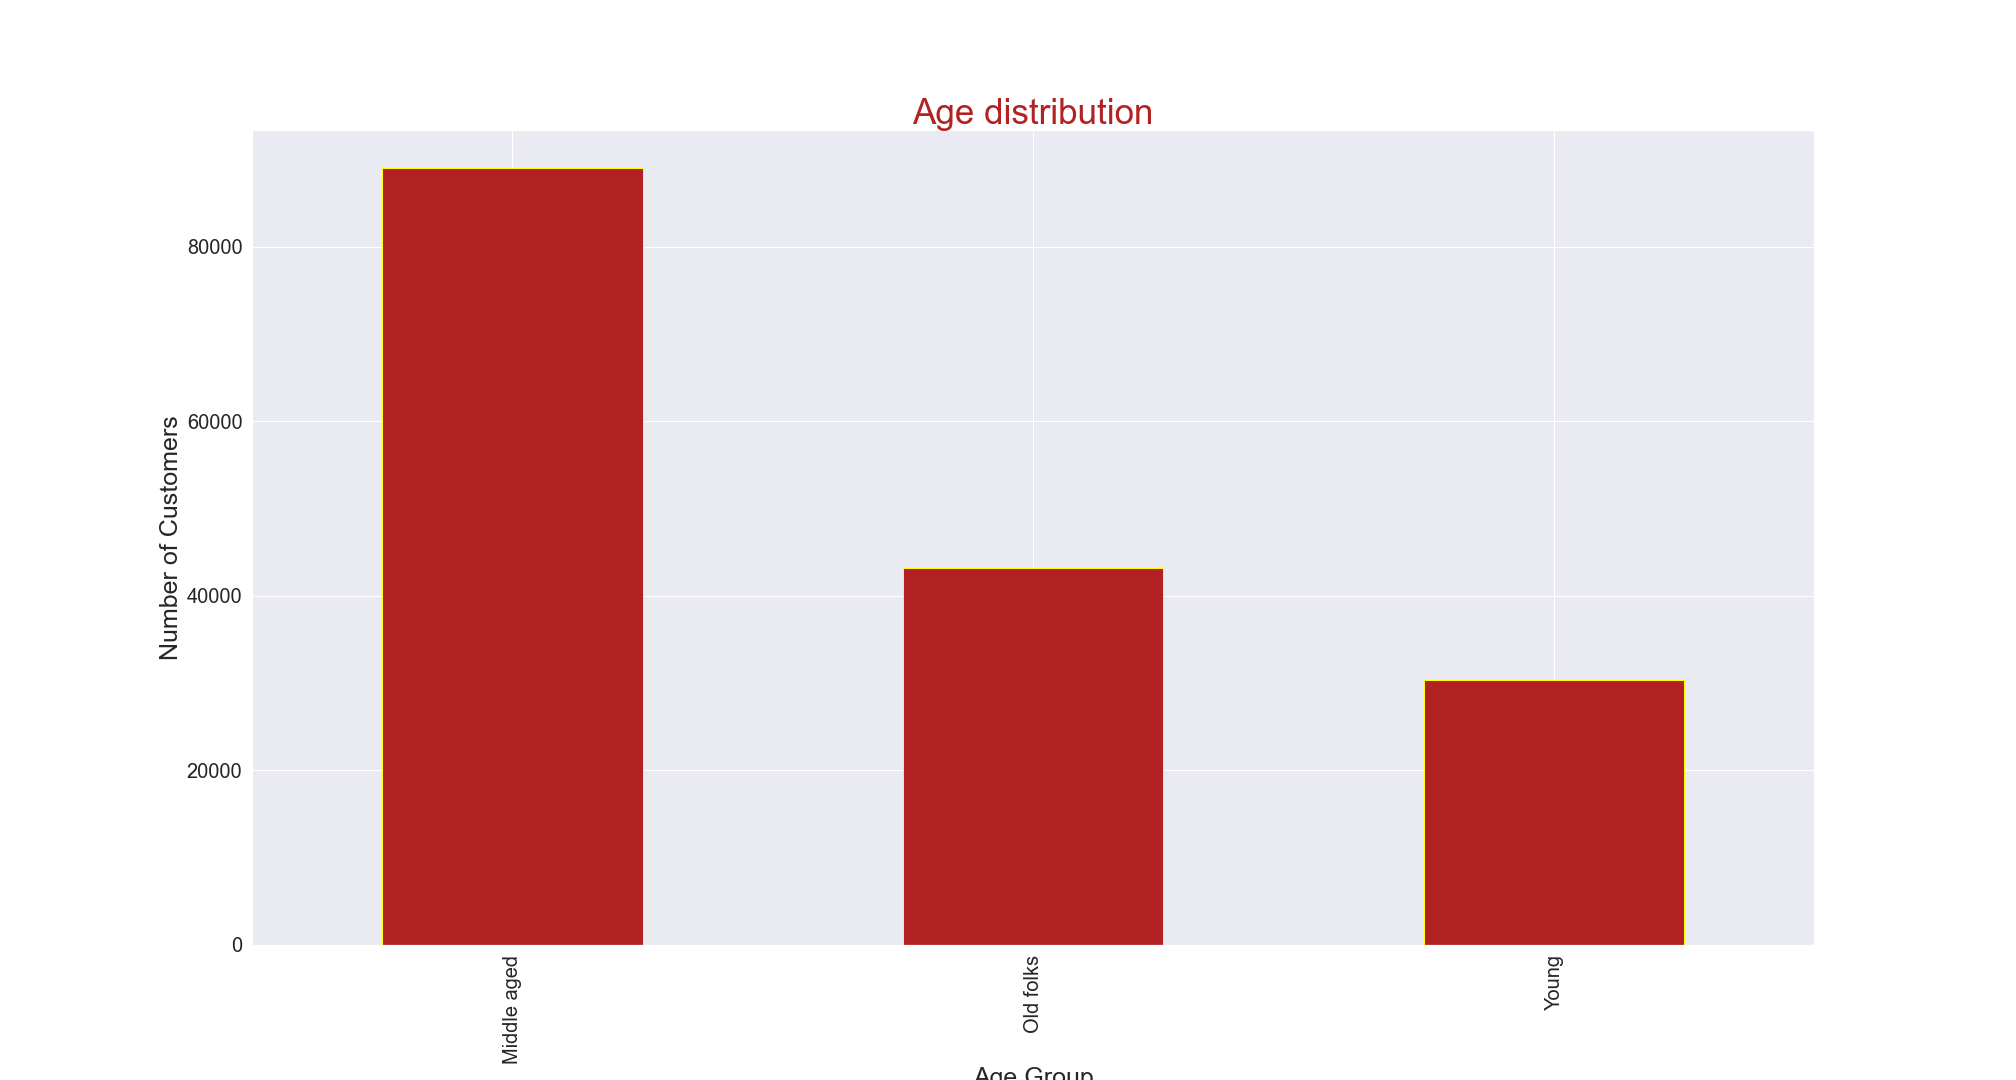 Age distribution
80000
60000
40000
20000
0
Number of Customers
Middle aged
Old folks
Young
Age Group